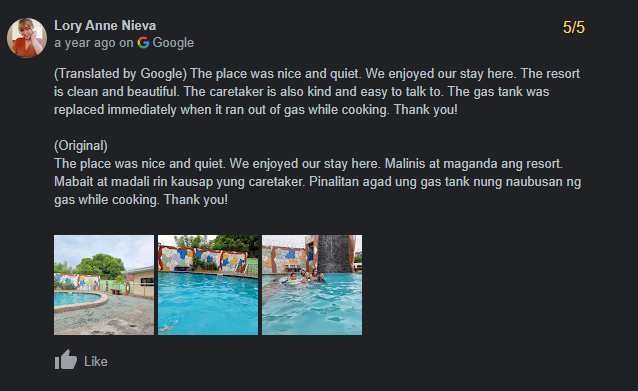 Lory Anne Nieva
5/5
a year ago on Google
(Translated by Google) The place was nice and quiet. We enjoyed our stay here. The resort
is clean and beautiful. The caretaker is also kind and easy to talk to. The gas tank was
replaced immediately when it ran out of gas while cooking. Thank you!
(Original)
The place was nice and quiet. We enjoyed our stay here. Malinis at maganda ang resort.
Mabait at madali rin kausap yung caretaker. Pinalitan agad ung gas tank nung naubusan ng
gas while cooking. Thank you!
Like